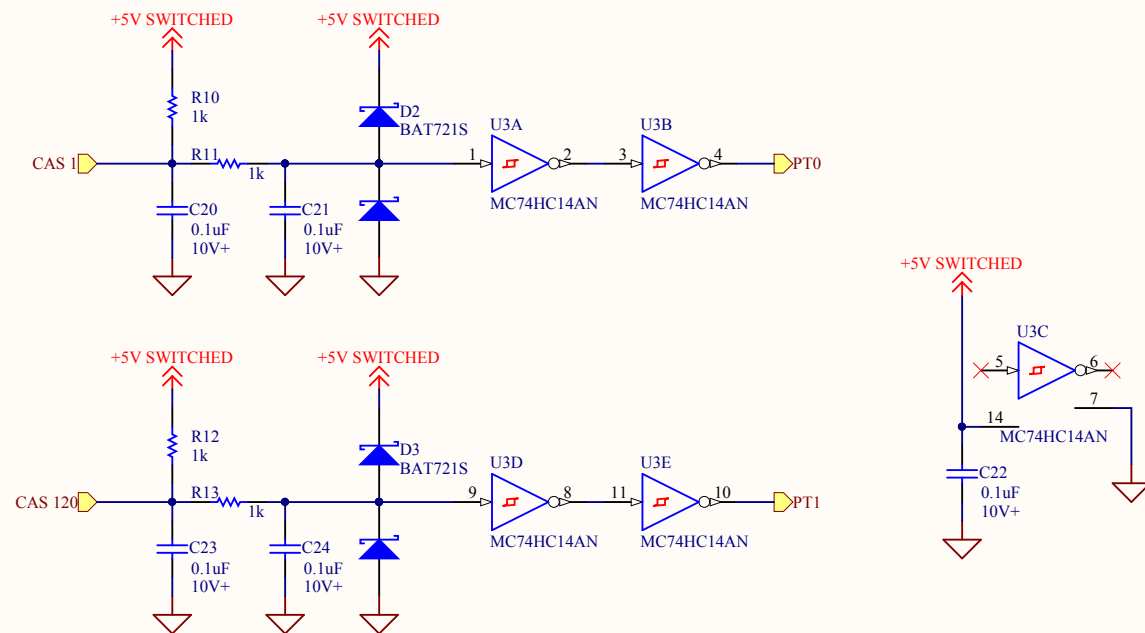 +5V SWITCHED
+5V SWITCHED
R10
1k
D2
BAT721S
U3A
U3B
CAS 1
R11
1k
1
2
3
4
PT0
MC74HC14AN
MC74HC14AN
C20
0.1uF
10V+
C21
0.1uF
10V+
+5V SWITCHED
U3C
5
6
7
14
MC74HC14AN
C22
0.1uF
10V+
+5V SWITCHED
+5V SWITCHED
R12
1k
D3
BAT721S
U3D
U3E
CAS 120
R13
1k
9
8
11
10
PT1
MC74HC14AN
MC74HC14AN
C23
0.1uF
10V+
C24
0.1uF
10V+